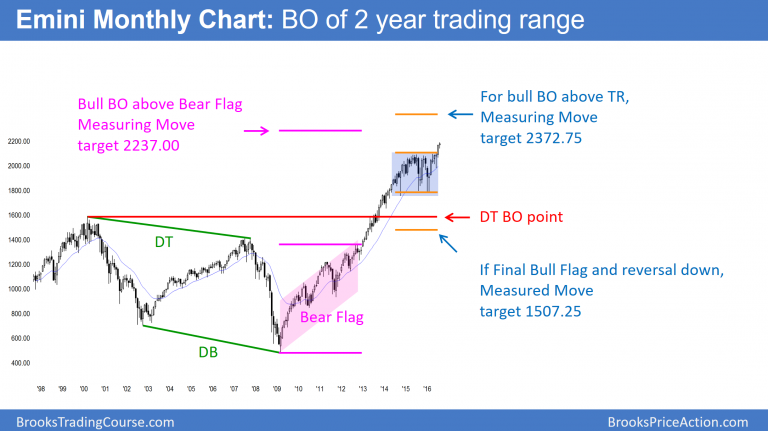 Emini Monthly Chart: BO of 2 year trading range
Bull BO above Bear Flag
Measuring Move
target 2237.00
For bull BO above TR,
Measuring Move
target 2372.75
2200.00
2000.00
1800.00
1600.00
1400.00
1200.00
1000.00
800.00
600.00
400.00
DT
DB
Bear Flag
DT BO point
If Final Bull Flag and reversal down,
Measured Move
target 1507.25
'98 '99 '00 '01 '02 '03 '04 '05 '06 '07 '08 '09 '10 '11 '12 '13 '14 '15 '16
BrooksTradingCourse.com
BrooksPriceAction.com